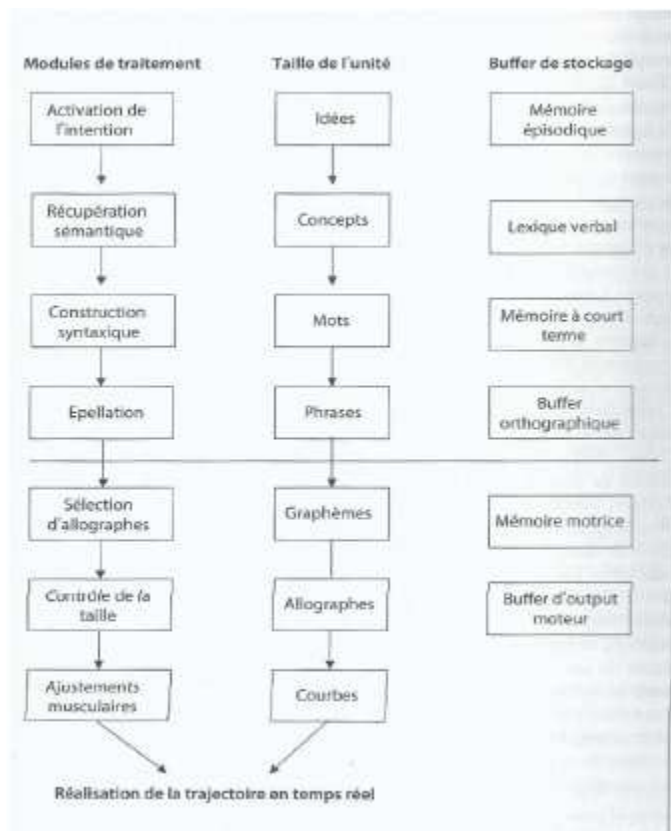 Modules de traitement
Taille de l'unité
Buffer de stockage
Activation de
l'intention
Idées
Mémoire
épisodique
Récupération
sémantique
Concepts
Lexique verbal
Construction
syntaxique
Mots
Mémoire à court
terme
Epellation
Phrases
Buffer
orthographique
Sélection
d'allographes
Graphèmes
Mémoire motrice
Contrôle de la
taille
Allographes
Buffer d'output
moteur
Ajustements
musculaires
Courbes
Réalisation de la trajectoire en temps réel